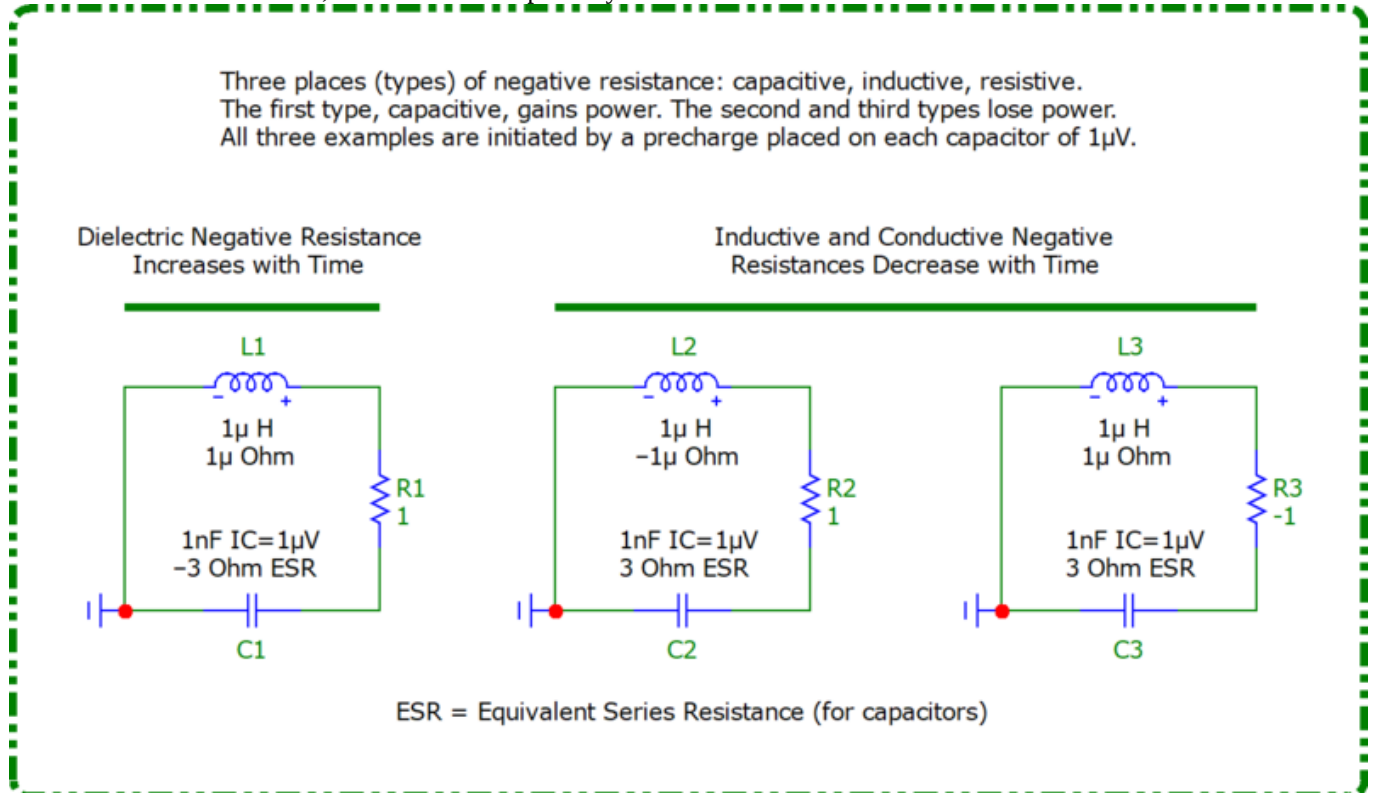 Three places (types) of negative resistance: capacitive, inductive, resistive.
The first type, capacitive, gains power. The second and third types lose power.
All three examples are initiated by a precharge placed on each capacitor of 1µV.
Dielectric Negative Resistance
Increases with Time
Inductive and Conductive Negative
Resistances Decrease with Time
L1
1µ H
1µ Ohm
R1
1
1nF IC=1µV
−3 Ohm ESR
C1
L2
1µ H
−1µ Ohm
R2
1
1nF IC=1µV
3 Ohm ESR
C2
L3
1µ H
1µ Ohm
R3
-1
1nF IC=1µV
3 Ohm ESR
C3
ESR = Equivalent Series Resistance (for capacitors)